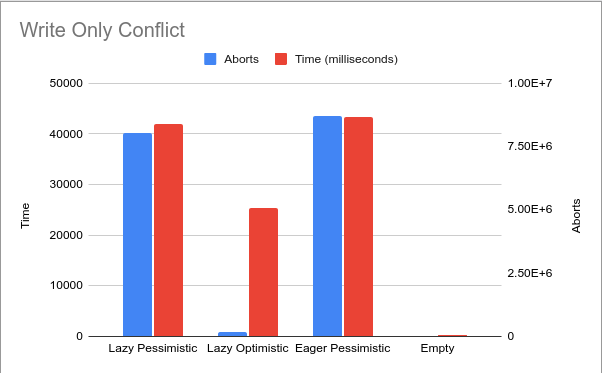 Write Only Conflict
Aborts
Time (milliseconds)
50000
40000
30000
20000
10000
0
Time
1.00E+7
7.50E+6
5.00E+6
2.50E+6
0
Aborts
Lazy Pessimistic
Lazy Optimistic
Eager Pessimistic
Empty